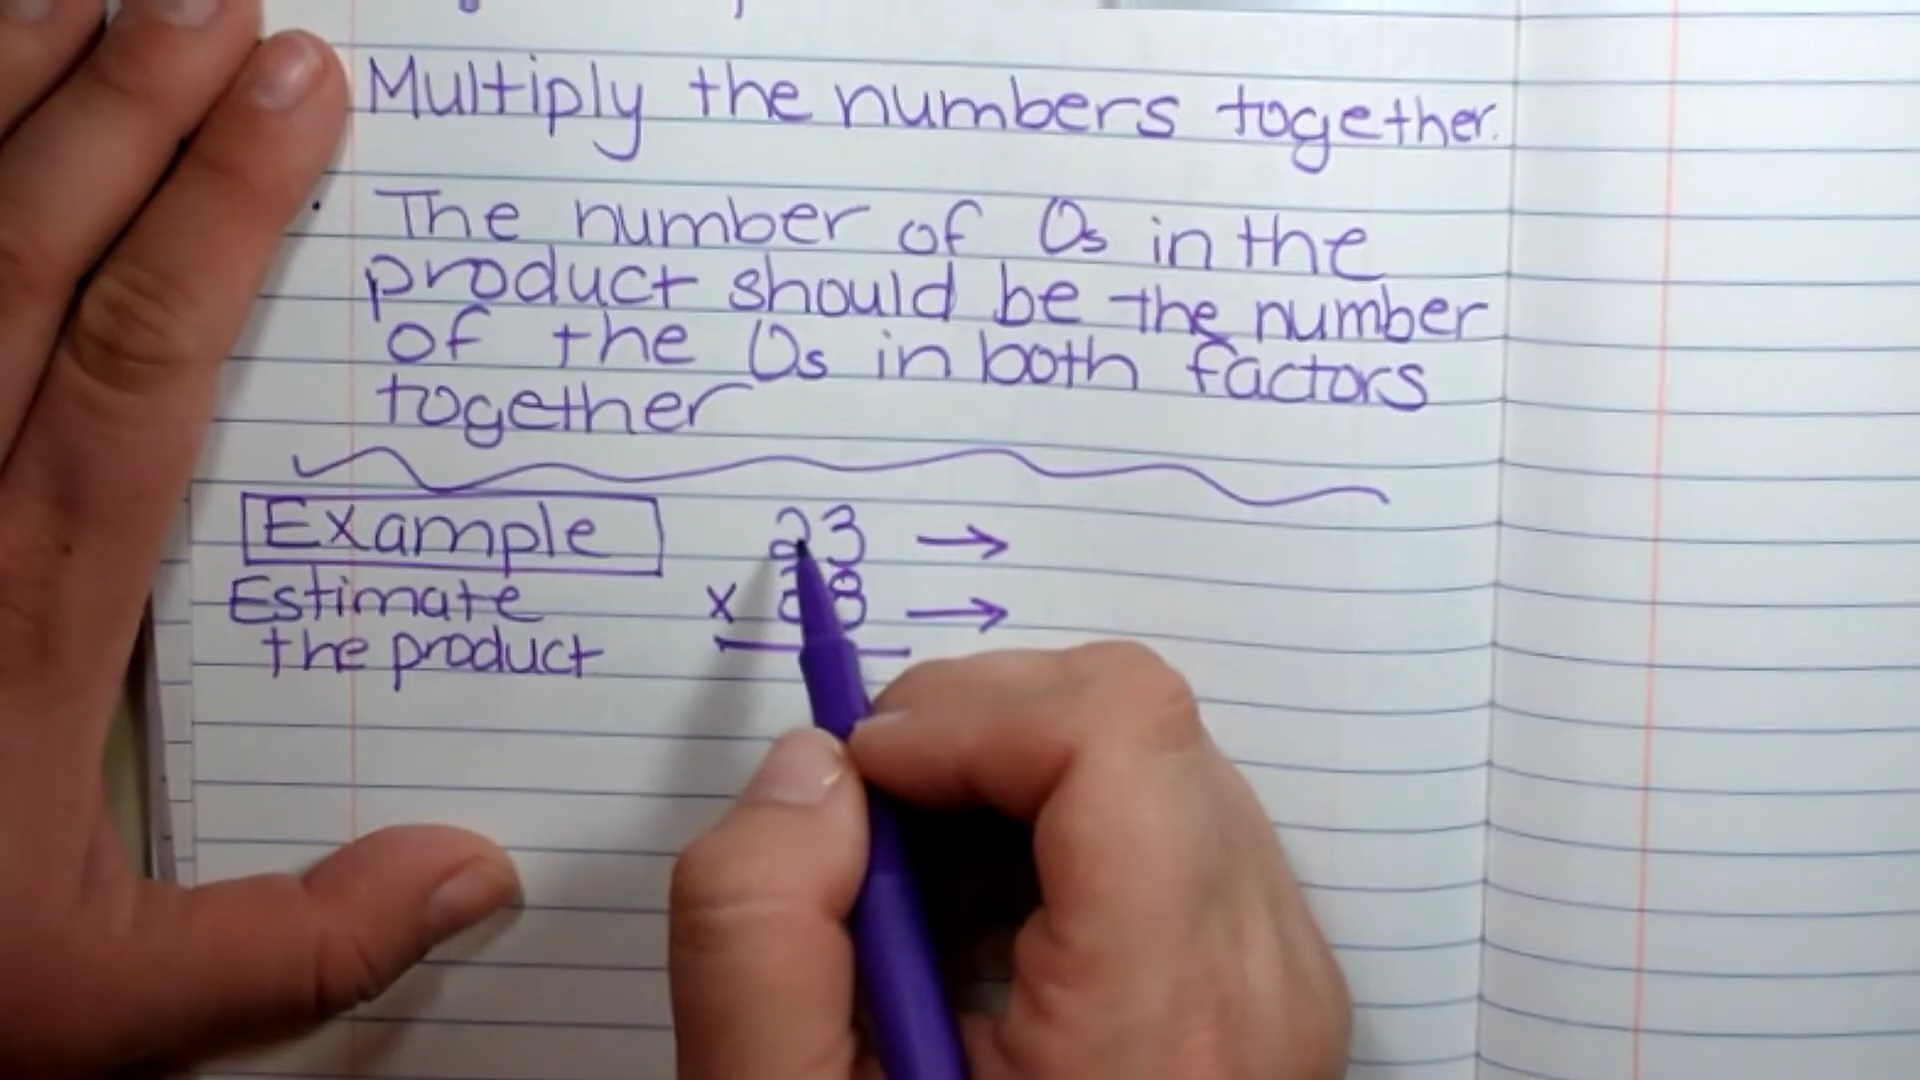 Multiply the numbers together.
• The number of 0s in the
product should be the number
of the 0s in both factors
together
Example
23 →
Estimate
x 8 →
the product